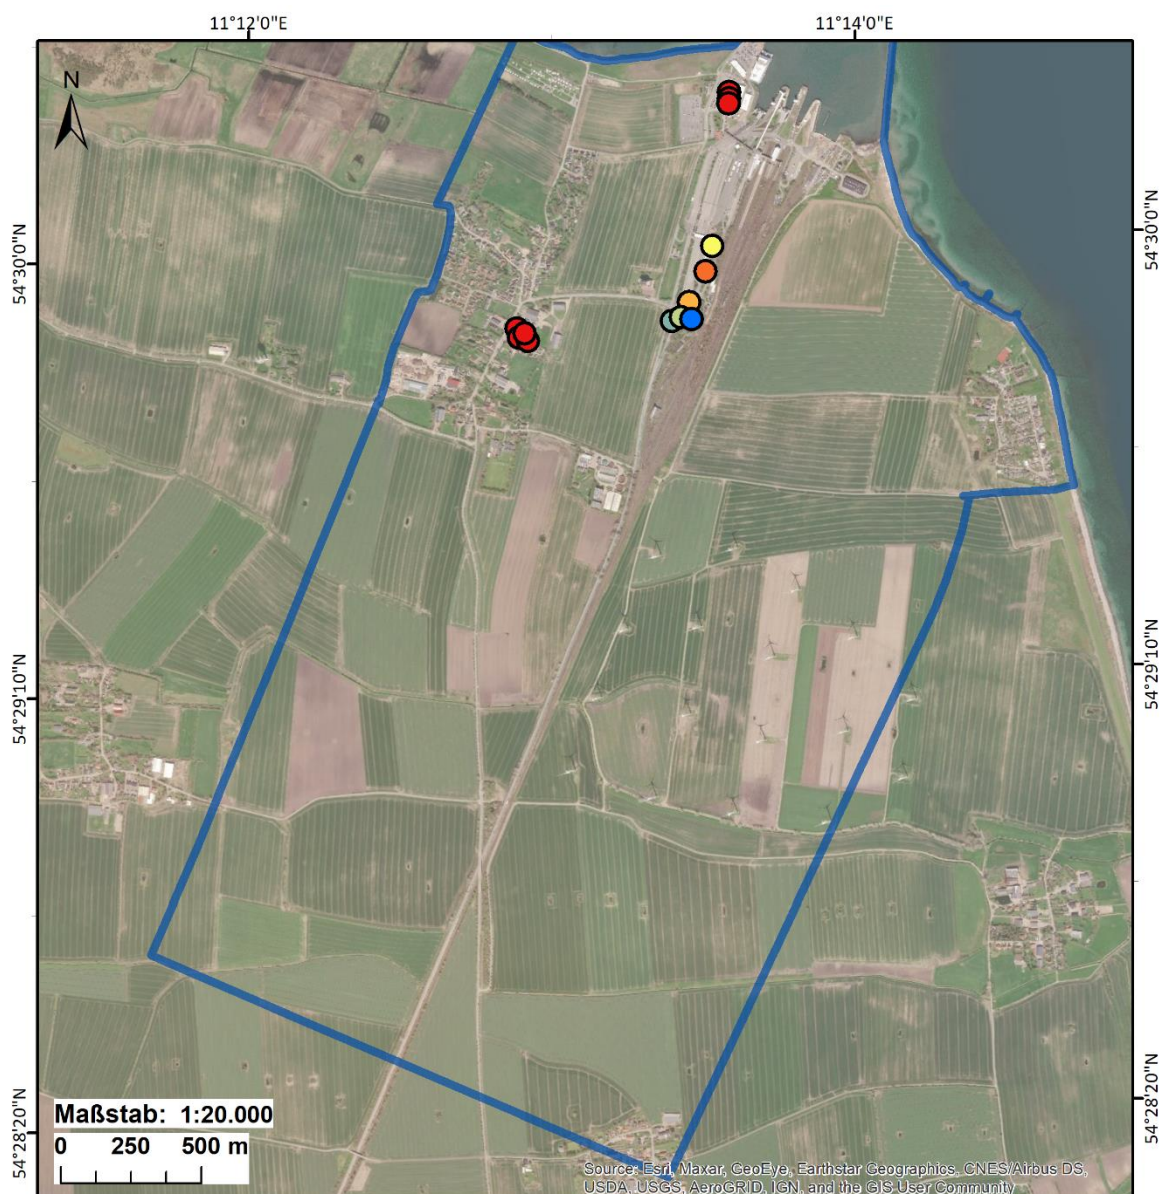 11°12'0"E
11°14'0"E
N
54°30'0"N
54°30'0"N
54°29'10"N
54°29'10"N
54°28'20"N
54°28'20"N
Maßstab: 1:20.000
0 250 500 m
Source: Esri, Maxar, GeoEye, Earthstar Geographics, CNES/Airbus DS,
USDA, USGS, AeroGRID, IGN, and the GIS User Community